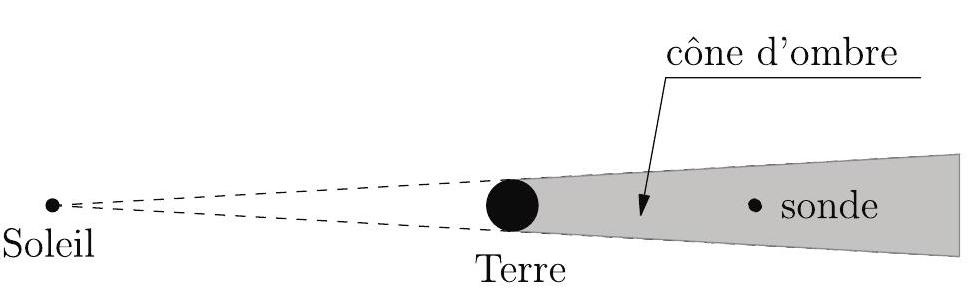 cône d'ombre
sonde
Soleil
Terre